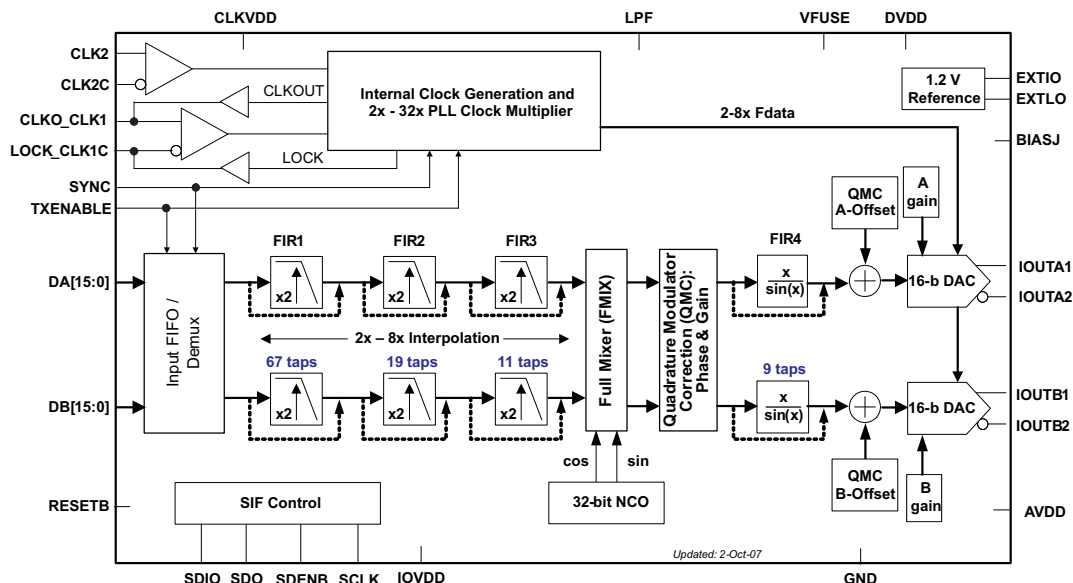 CLKVDD
LPF
VFUSE
DVDD
CLK2
CLK2C
CLKO_CLK1
LOCK_CLK1C
SYNC
TXENABLE
CLKOUT
LOCK
Internal Clock Generation and
2x - 32x PLL Clock Multiplier
2-8x Fdata
1.2 V
Reference
EXTIO
EXTLO
BIASJ
QMC
A-Offset
A
gain
DA[15:0]
Input FIFO /
Demux
FIR1
x2
FIR2
x2
FIR3
x2
Full Mixer (FMIX)
Quadrature Modulator
Correction (QMC):
Phase & Gain
FIR4
x
sin(x)
16-b DAC
IOUTA1
IOUTA2
2x – 8x Interpolation
67 taps
x2
19 taps
x2
11 taps
x2
9 taps
x
sin(x)
DB[15:0]
16-b DAC
IOUTB1
IOUTB2
cos
sin
32-bit NCO
QMC
B-Offset
B
gain
RESETB
SIF Control
AVDD
Updated: 2-Oct-07
SDIO
SDO
SDENB
SCLK
IOVDD
GND